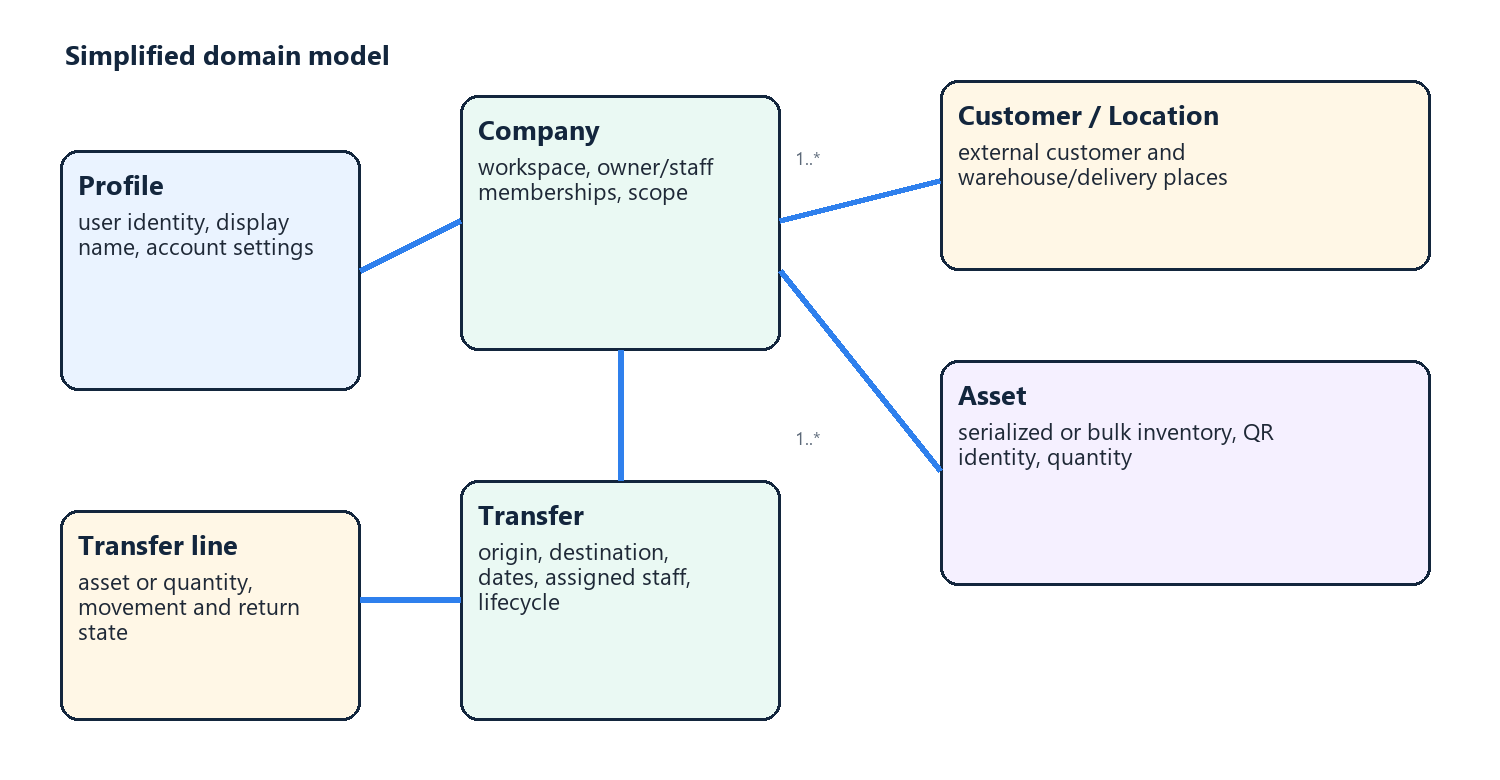 Simplified domain model
Profile
user identity, display
name, account settings
Company
workspace, owner/staff
memberships, scope
1..*
Customer / Location
external customer and
warehouse/delivery places
1..*
Asset
serialized or bulk inventory, QR
identity, quantity
Transfer line
asset or quantity,
movement and return
state
Transfer
origin, destination,
dates, assigned staff,
lifecycle